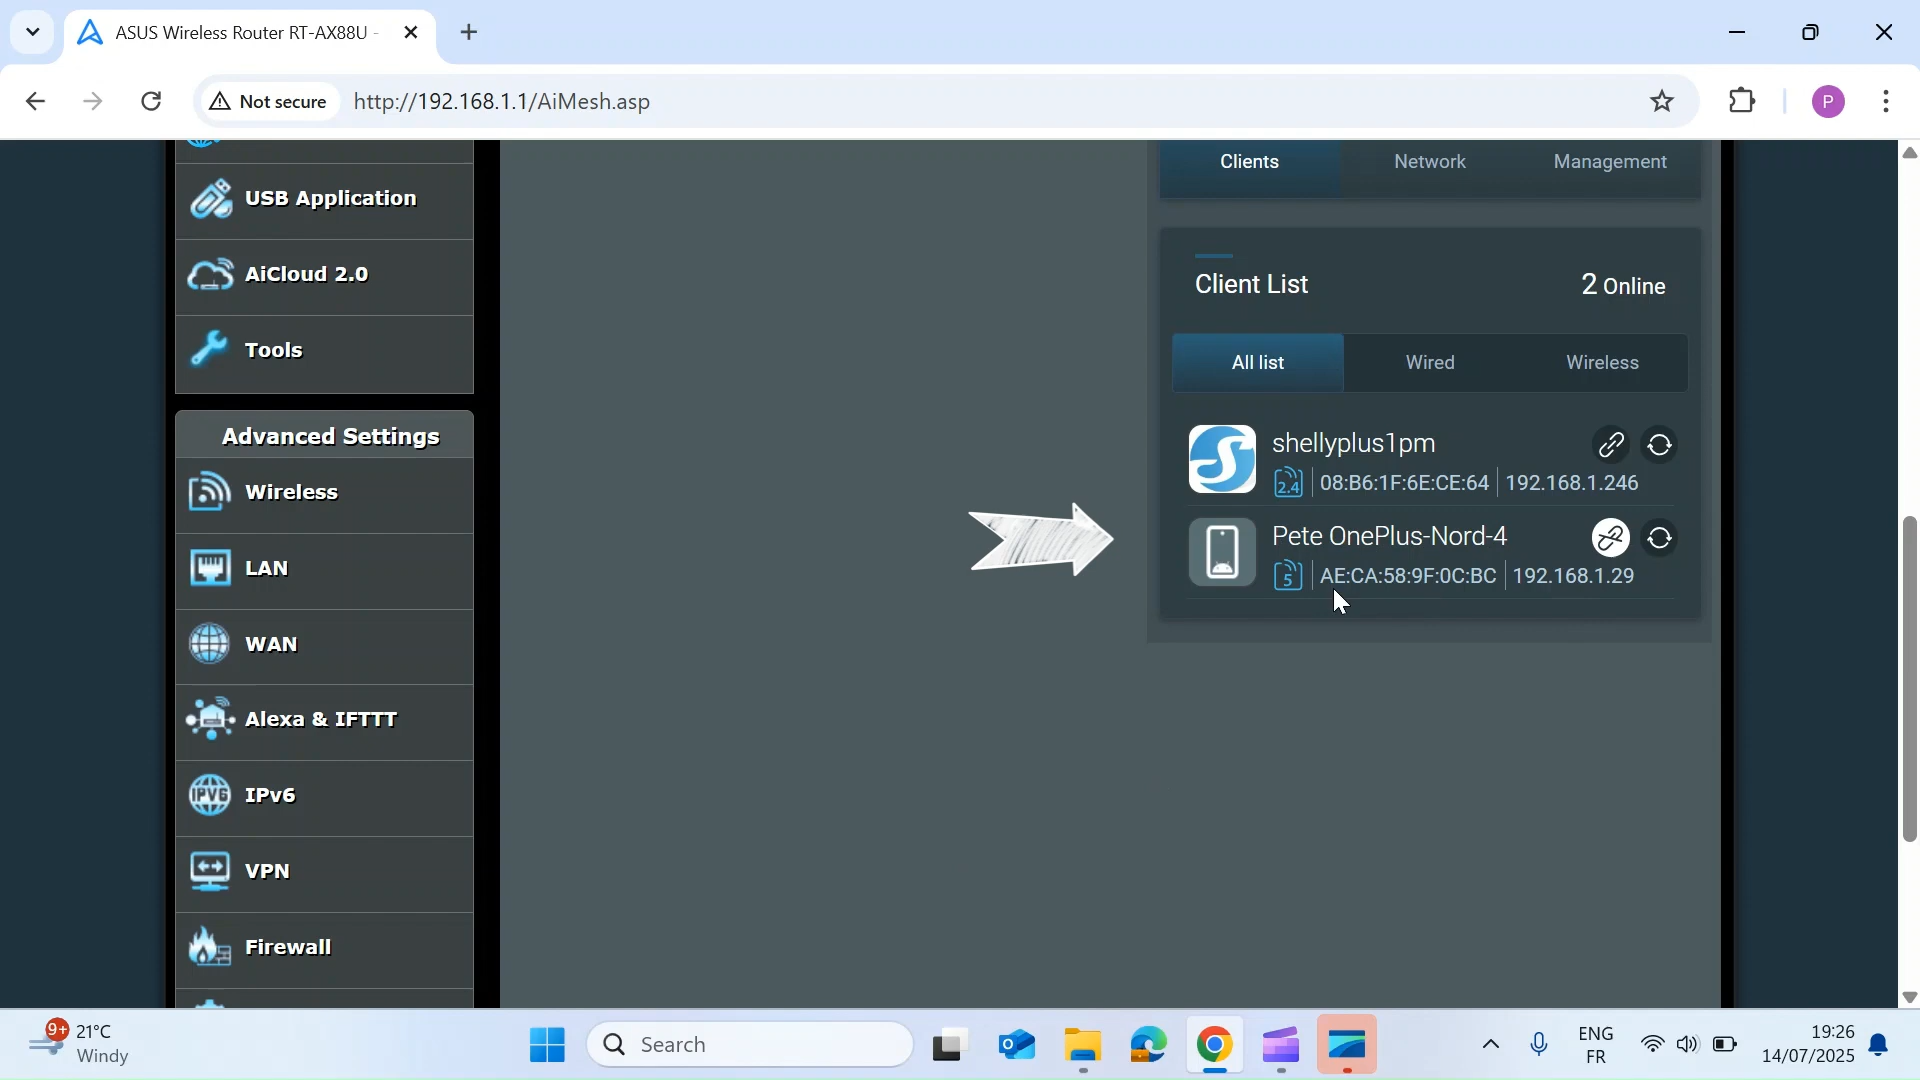 ASUS Wireless Router RT-AX88U -
Not secure
http://192.168.1.1/AiMesh.asp
P
USB Application
AiCloud 2.0
Tools
Advanced Settings
Wireless
LAN
WAN
Alexa & IFTTT
IPV6 IPv6
VPN
Firewall
Clients Network Management
Client List 2 Online
All list Wired Wireless
S shellyplus1pm
2.4 08:B6:1F:6E:CE:64 192.168.1.246
Pete OnePlus-Nord-4
5 AE:CA:58:9F:0C:BC 192.168.1.29
9+ 21°C
Windy
Search
ENG
FR
19:26
14/07/2025